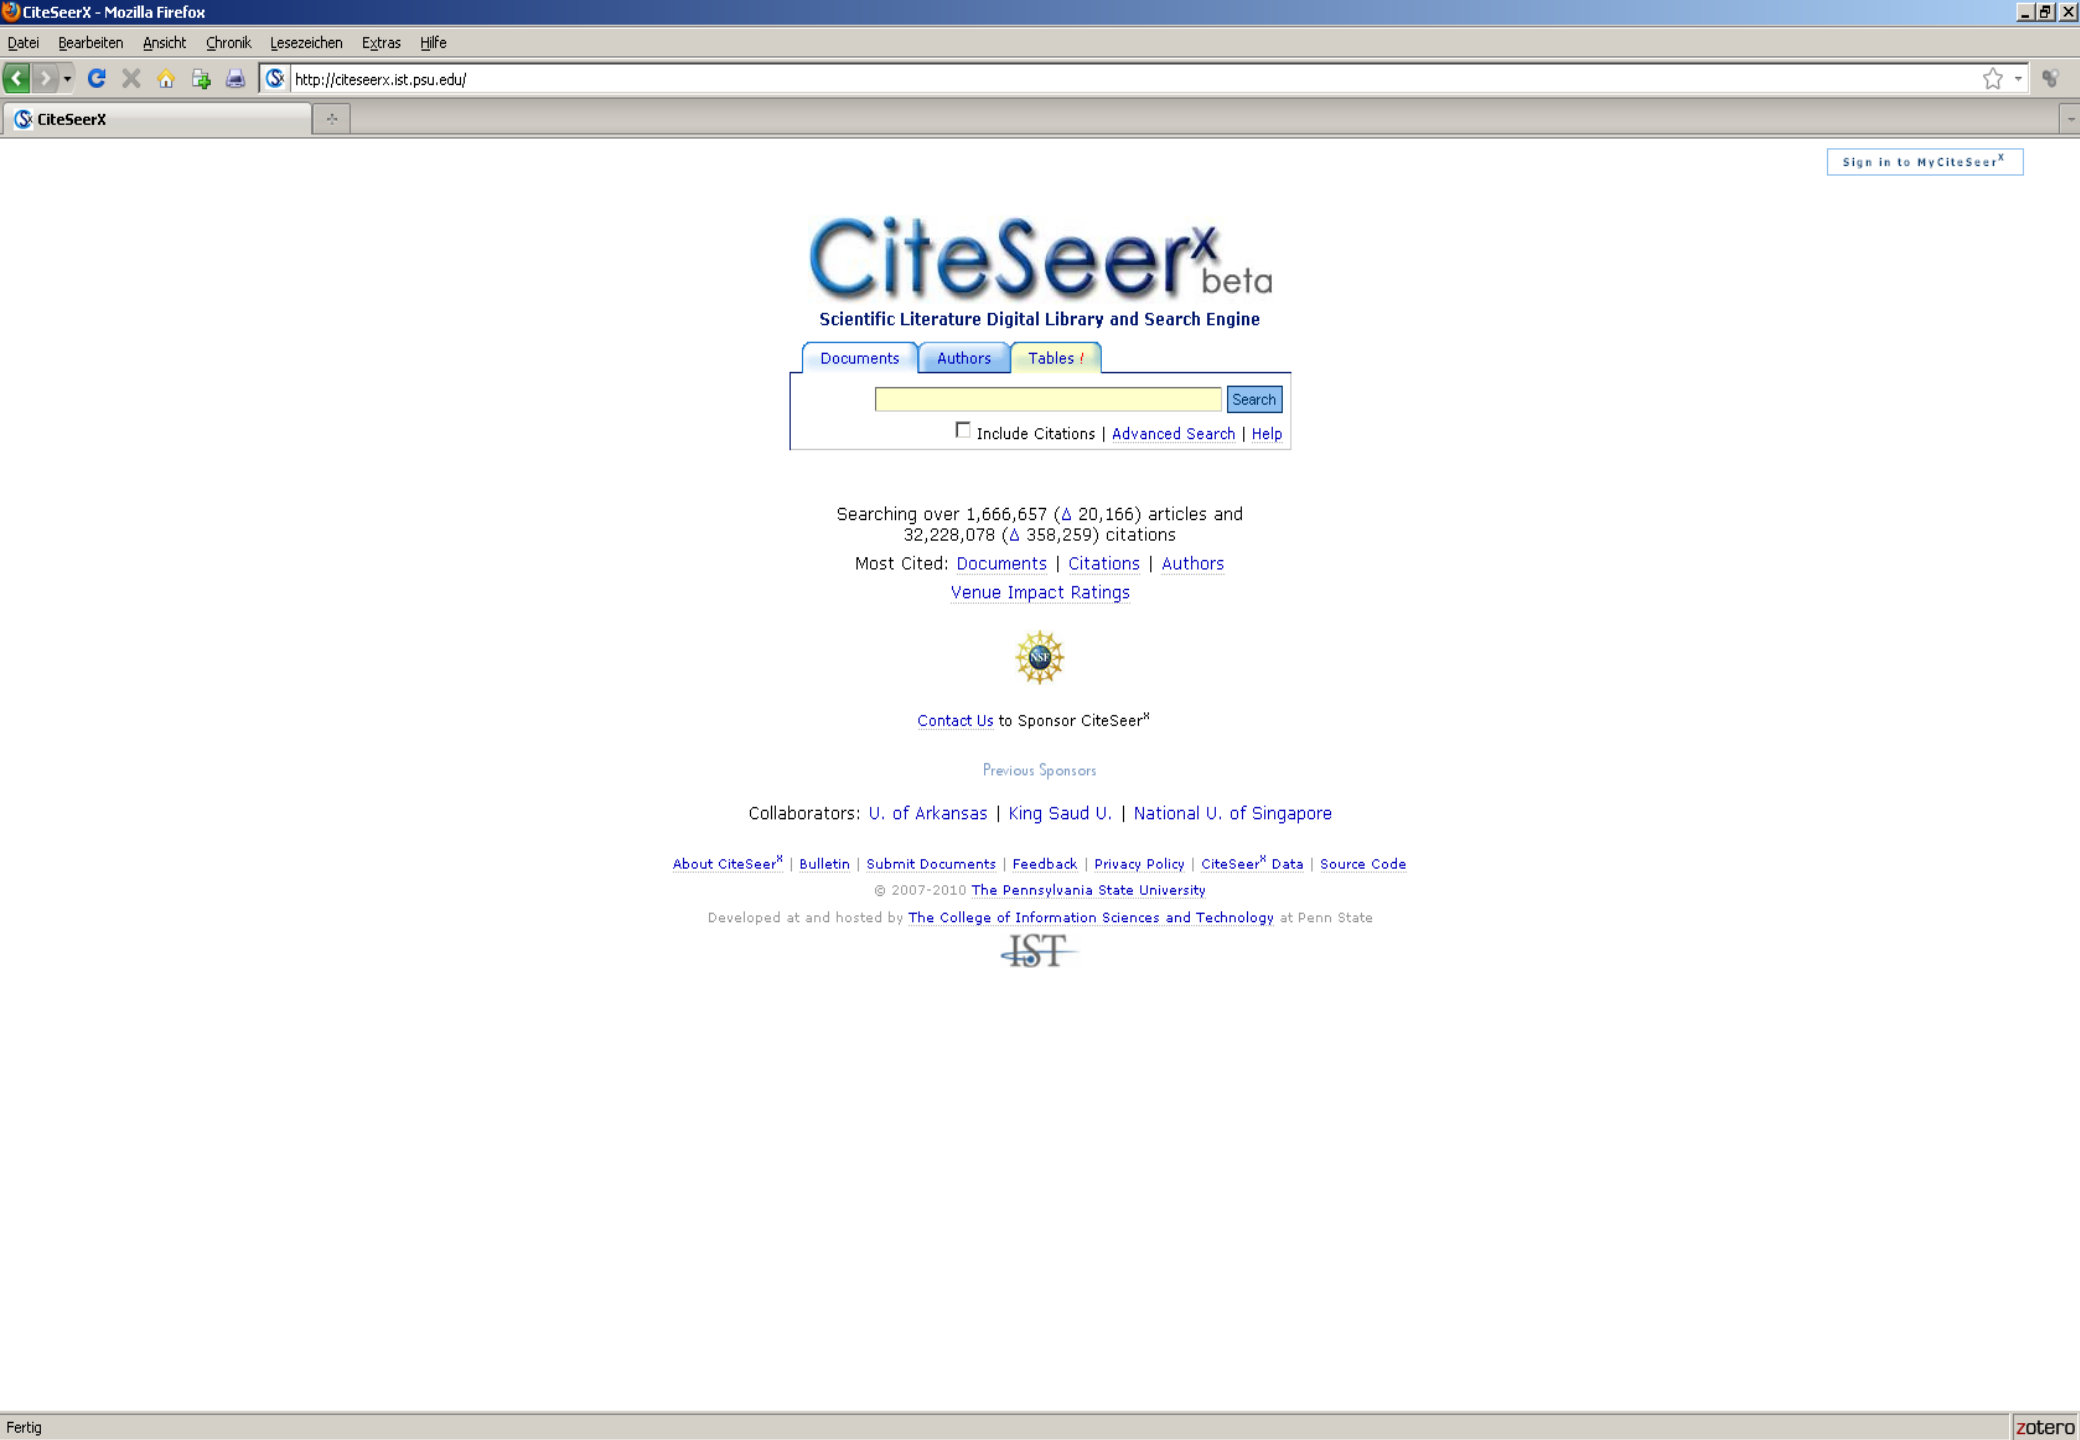 CiteSeerX - Mozilla Firefox
Datei Bearbeiten Ansicht Chronik Lesezeichen Extras Hilfe
http://citeseerx.ist.psu.edu/
CiteSeerX
Sign in to MyCiteSeerX
CiteSeerX beta
Scientific Literature Digital Library and Search Engine
Documents Authors Tables !
Search
Include Citations | Advanced Search | Help
Searching over 1,666,657 (Δ 20,166) articles and
32,228,078 (Δ 358,259) citations
Most Cited: Documents | Citations | Authors
Venue Impact Ratings
NSF
Contact Us to Sponsor CiteSeerX
Previous Sponsors
Collaborators: U. of Arkansas | King Saud U. | National U. of Singapore
About CiteSeerX | Bulletin | Submit Documents | Feedback | Privacy Policy | CiteSeerX Data | Source Code
© 2007-2010 The Pennsylvania State University
Developed at and hosted by The College of Information Sciences and Technology at Penn State
IST
Fertig
zotero